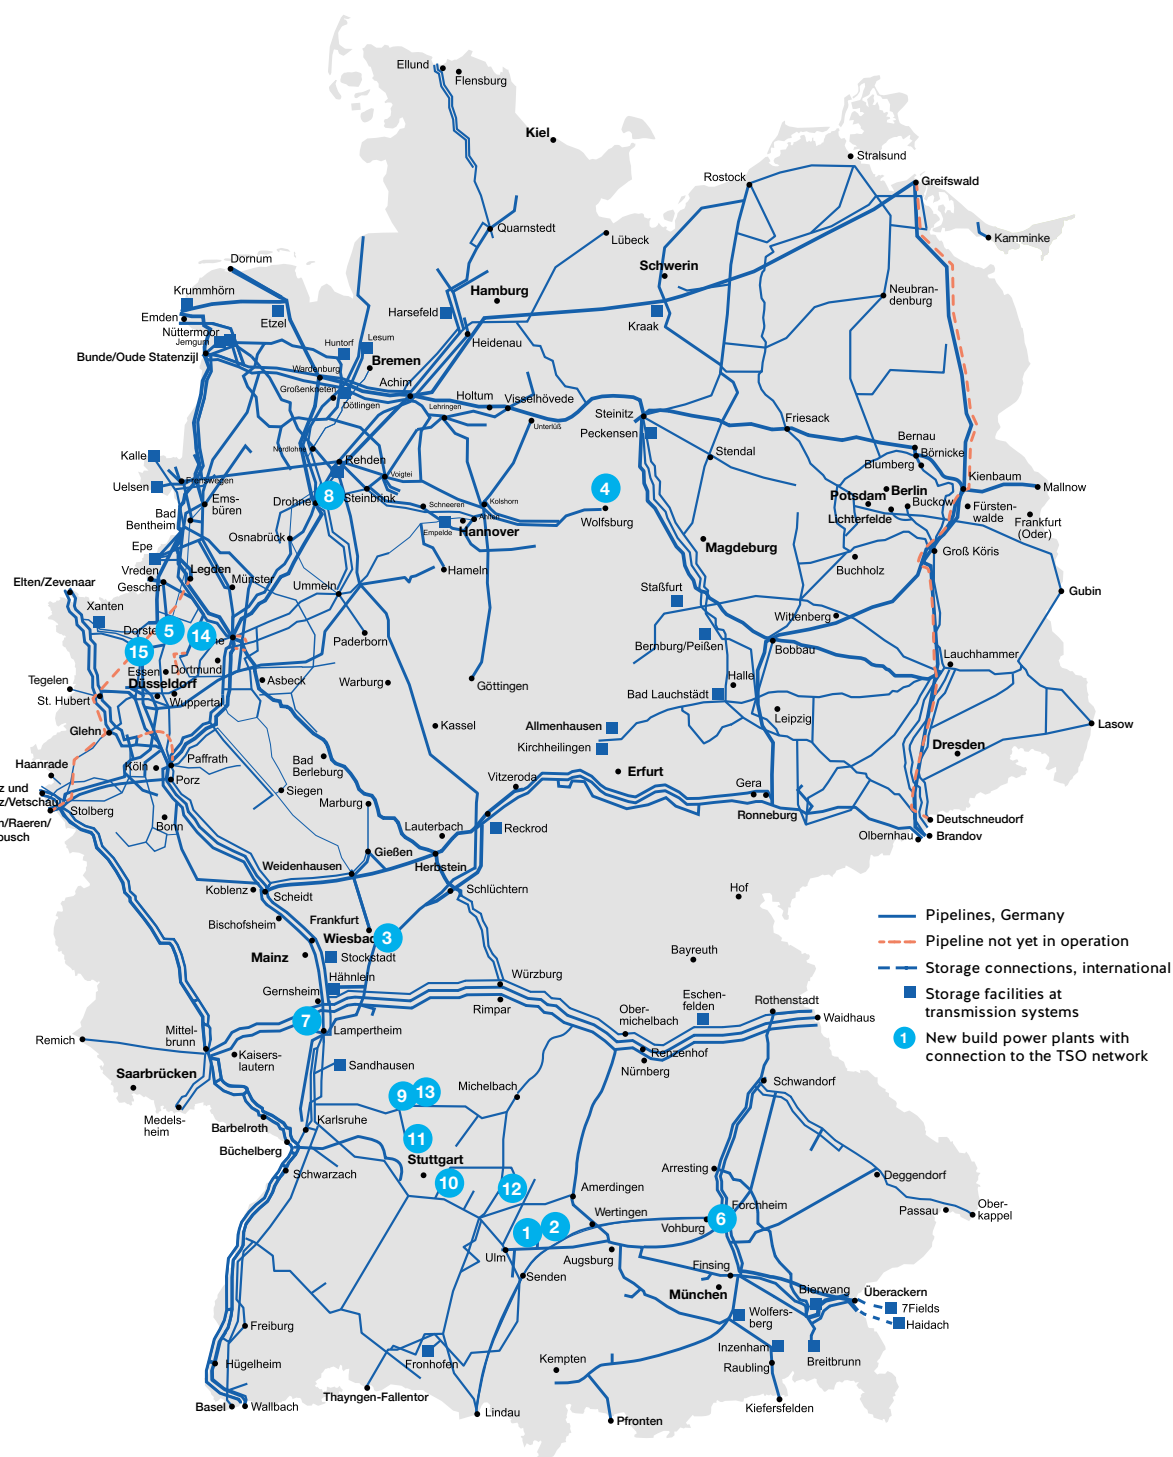 Ellund
Flensburg
Kiel
Stralsund
Rostock
Greifswald
Quarnstedt
Lübeck
Kamminke
Dornum
Schwerin
Krummhörn
Hamburg
Neubran-
denburg
Emden
Etzel
Harsefeld
Kraak
Nüttermoor
Jemgum
Huntorf
Lesum
Heidenau
Bunde/Oude Statenzijl
Bremen
Wardenburg
Achim
Großenkneten
Dötlingen
Lehringen
Holtum
Visselhövede
Unterlüß
Steinitz
Peckensen
Friesack
Bernau
Börnicke
Blumberg
Nordlohne
Kalle
Rehden
Voigtei
Stendal
Kienbaum
Mallnow
Uelsen
Frenswegen
Ems-
büren
Drohne
8
Steinbrink
4
Wolfsburg
Potsdam
Berlin
Buckow
Lichterfelde
Fürsten-
walde
Frankfurt
(Oder)
Bad
Bentheim
Schneeren
Kolshorn
Ahlten
Empelde
Hannover
Osnabrück
Magdeburg
Groß Köris
Epe
Vreden
Gescher
Legden
Münster
Ummeln
Hameln
Buchholz
Elten/Zevenaar
Staßfurt
Gubin
Xanten
Wittenberg
Dorste
5
14
ne
15
Paderborn
Bernburg/Peißen
Bobbau
Lauchhammer
Essen
Dortmund
Tegelen
Düsseldorf
Asbeck
Warburg
Göttingen
Halle
St. Hubert
Wuppertal
Bad Lauchstädt
Leipzig
Glehn
Kassel
Allmenhausen
Kirchheilingen
Lasow
Dresden
Haanrade
Köln
Paffrath
Porz
Bad
Berleburg
Vitzeroda
Erfurt
Gera
z und
z/Vetschau
Stolberg
Siegen
Marburg
Ronneburg
n/Raeren/
busch
Bonn
Lauterbach
Reckrod
Deutschneudorf
Olbernhau
Brandov
Weidenhausen
Gießen
Herbstein
Koblenz
Scheidt
Schlüchtern
Hof
Bischofsheim
Frankfurt
Wiesbad
3
Mainz
Stockstadt
Bayreuth
Pipelines, Germany
Pipeline not yet in operation
Storage connections, international
Storage facilities at
transmission systems
1
New build power plants with
connection to the TSO network
Hähnlein
Gernsheim
Würzburg
Rimpar
Eschen-
felden
Ober-
michelbach
Rothenstadt
Waidhaus
7
Lampertheim
Remich
Mittel-
brunn
Kaisers-
lautern
Renzenhof
Nürnberg
Saarbrücken
Sandhausen
Michelbach
Schwandorf
9
13
Medels-
heim
Barbelroth
Karlsruhe
Büchelberg
11
Stuttgart
Schwarzach
10
12
Arresting
Deggendorf
Amerdingen
Forchheim
Passau
Ober-
kappel
Wertingen
Vohburg
6
1
2
Ulm
Augsburg
Senden
Finsing
München
Bierwang
Überackern
7Fields
Haidach
Freiburg
Wolfers-
berg
Inzenham
Raubling
Breitbrunn
Hügelheim
Fronhofen
Kempten
Basel
Wallbach
Thayngen-Fallentor
Lindau
Kiefersfelden
Pfronten